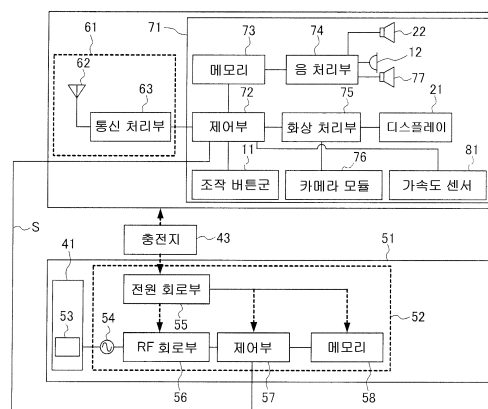 61
71
62
63
73
74
22
12
77
메모리
음 처리부
72
75
21
통신 처리부
제어부
화상 처리부
디스플레이
11
76
81
조작 버튼군
카메라 모듈
가속도 센서
S
충전지
43
51
41
전원 회로부
52
53
54
55
RF 회로부
제어부
메모리
56
57
58